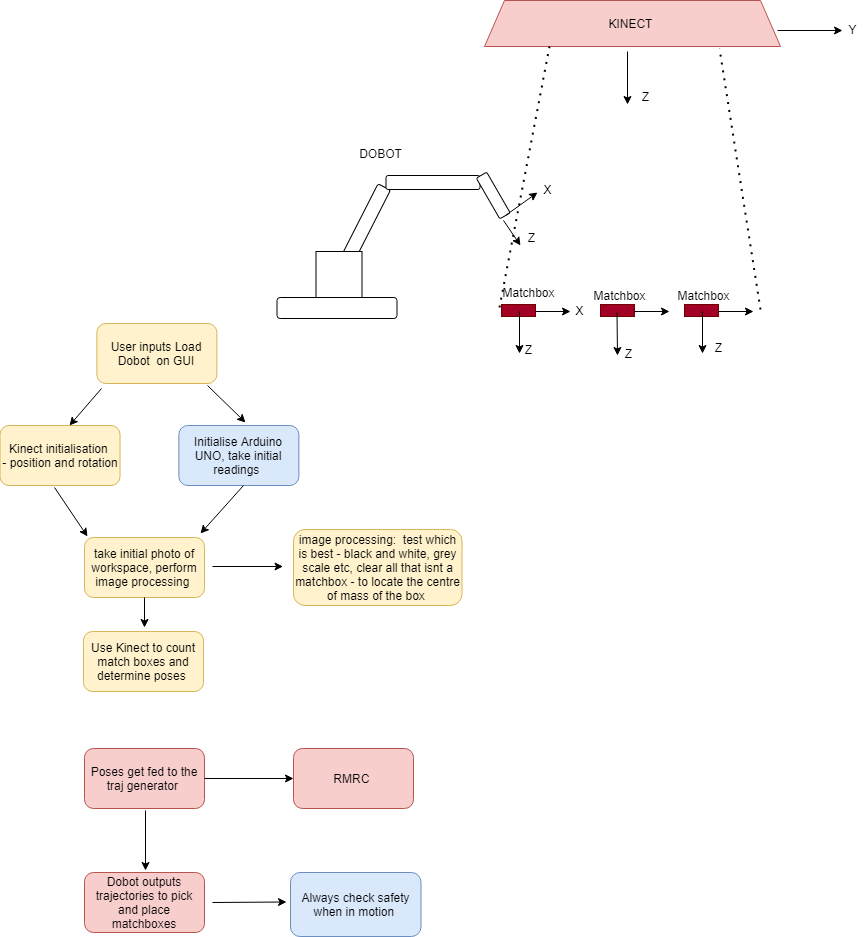 KINECT
Y
Z
DOBOT
X
Z
Matchbox
Matchbox
Matchbox
X
Z
Z
Z
User inputs Load
Dobot on GUI
Kinect initialisation
- position and rotation
Initialise Arduino
UNO, take initial
readings
take initial photo of
workspace, perform
image processing
image processing: test which
is best - black and white, grey
scale etc, clear all that isnt a
matchbox - to locate the centre
of mass of the box
Use Kinect to count
match boxes and
determine poses
Poses get fed to the
traj generator
RMRC
Dobot outputs
trajectories to pick
and place
matchboxes
Always check safety
when in motion